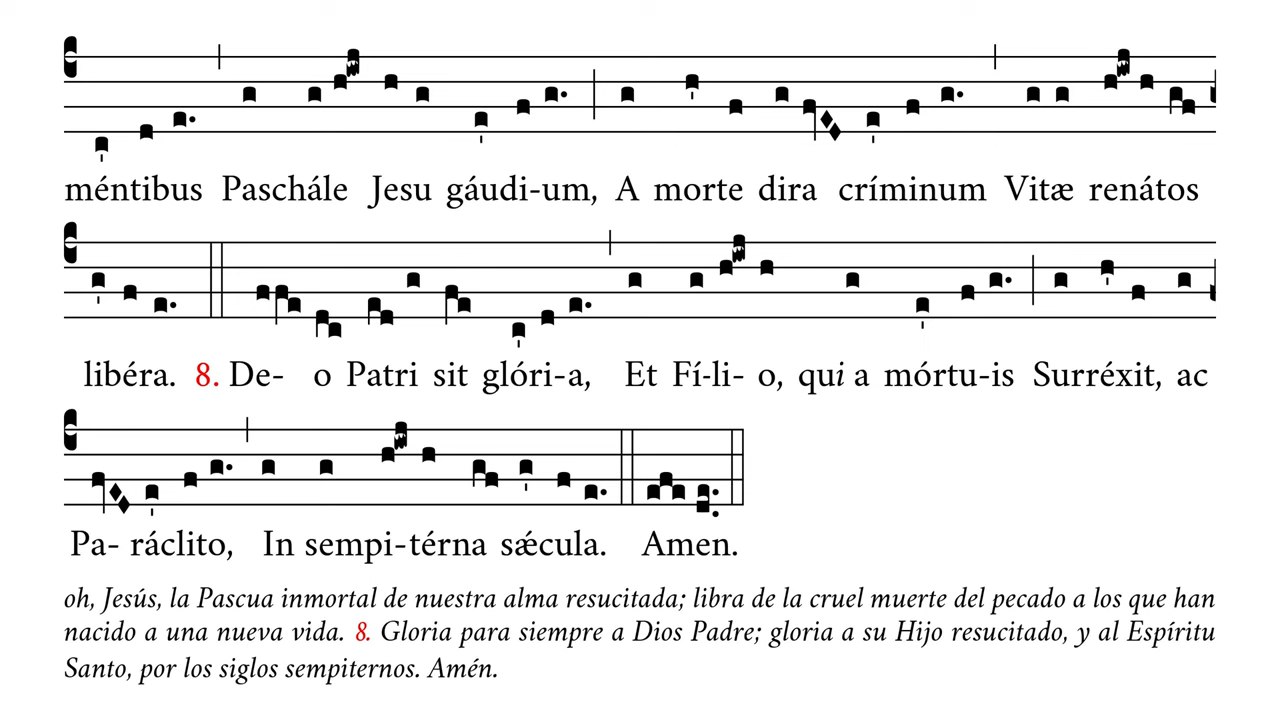 méntibus Paschále Jesu gáudi-um, A morte dira críminum Vitæ renátos
libéra. 8. De- o Patri sit glóri-a, Et Fí-li- o, qui a mórtu-is Surréxit, ac
Pa- ráclito, In sempi-térna sǽcula. Amen.
oh, Jesús, la Pascua inmortal de nuestra alma resucitada; libra de la cruel muerte del pecado a los que han
nacido a una nueva vida. 8. Gloria para siempre a Dios Padre; gloria a su Hijo resucitado, y al Espíritu
Santo, por los siglos sempiternos. Amén.